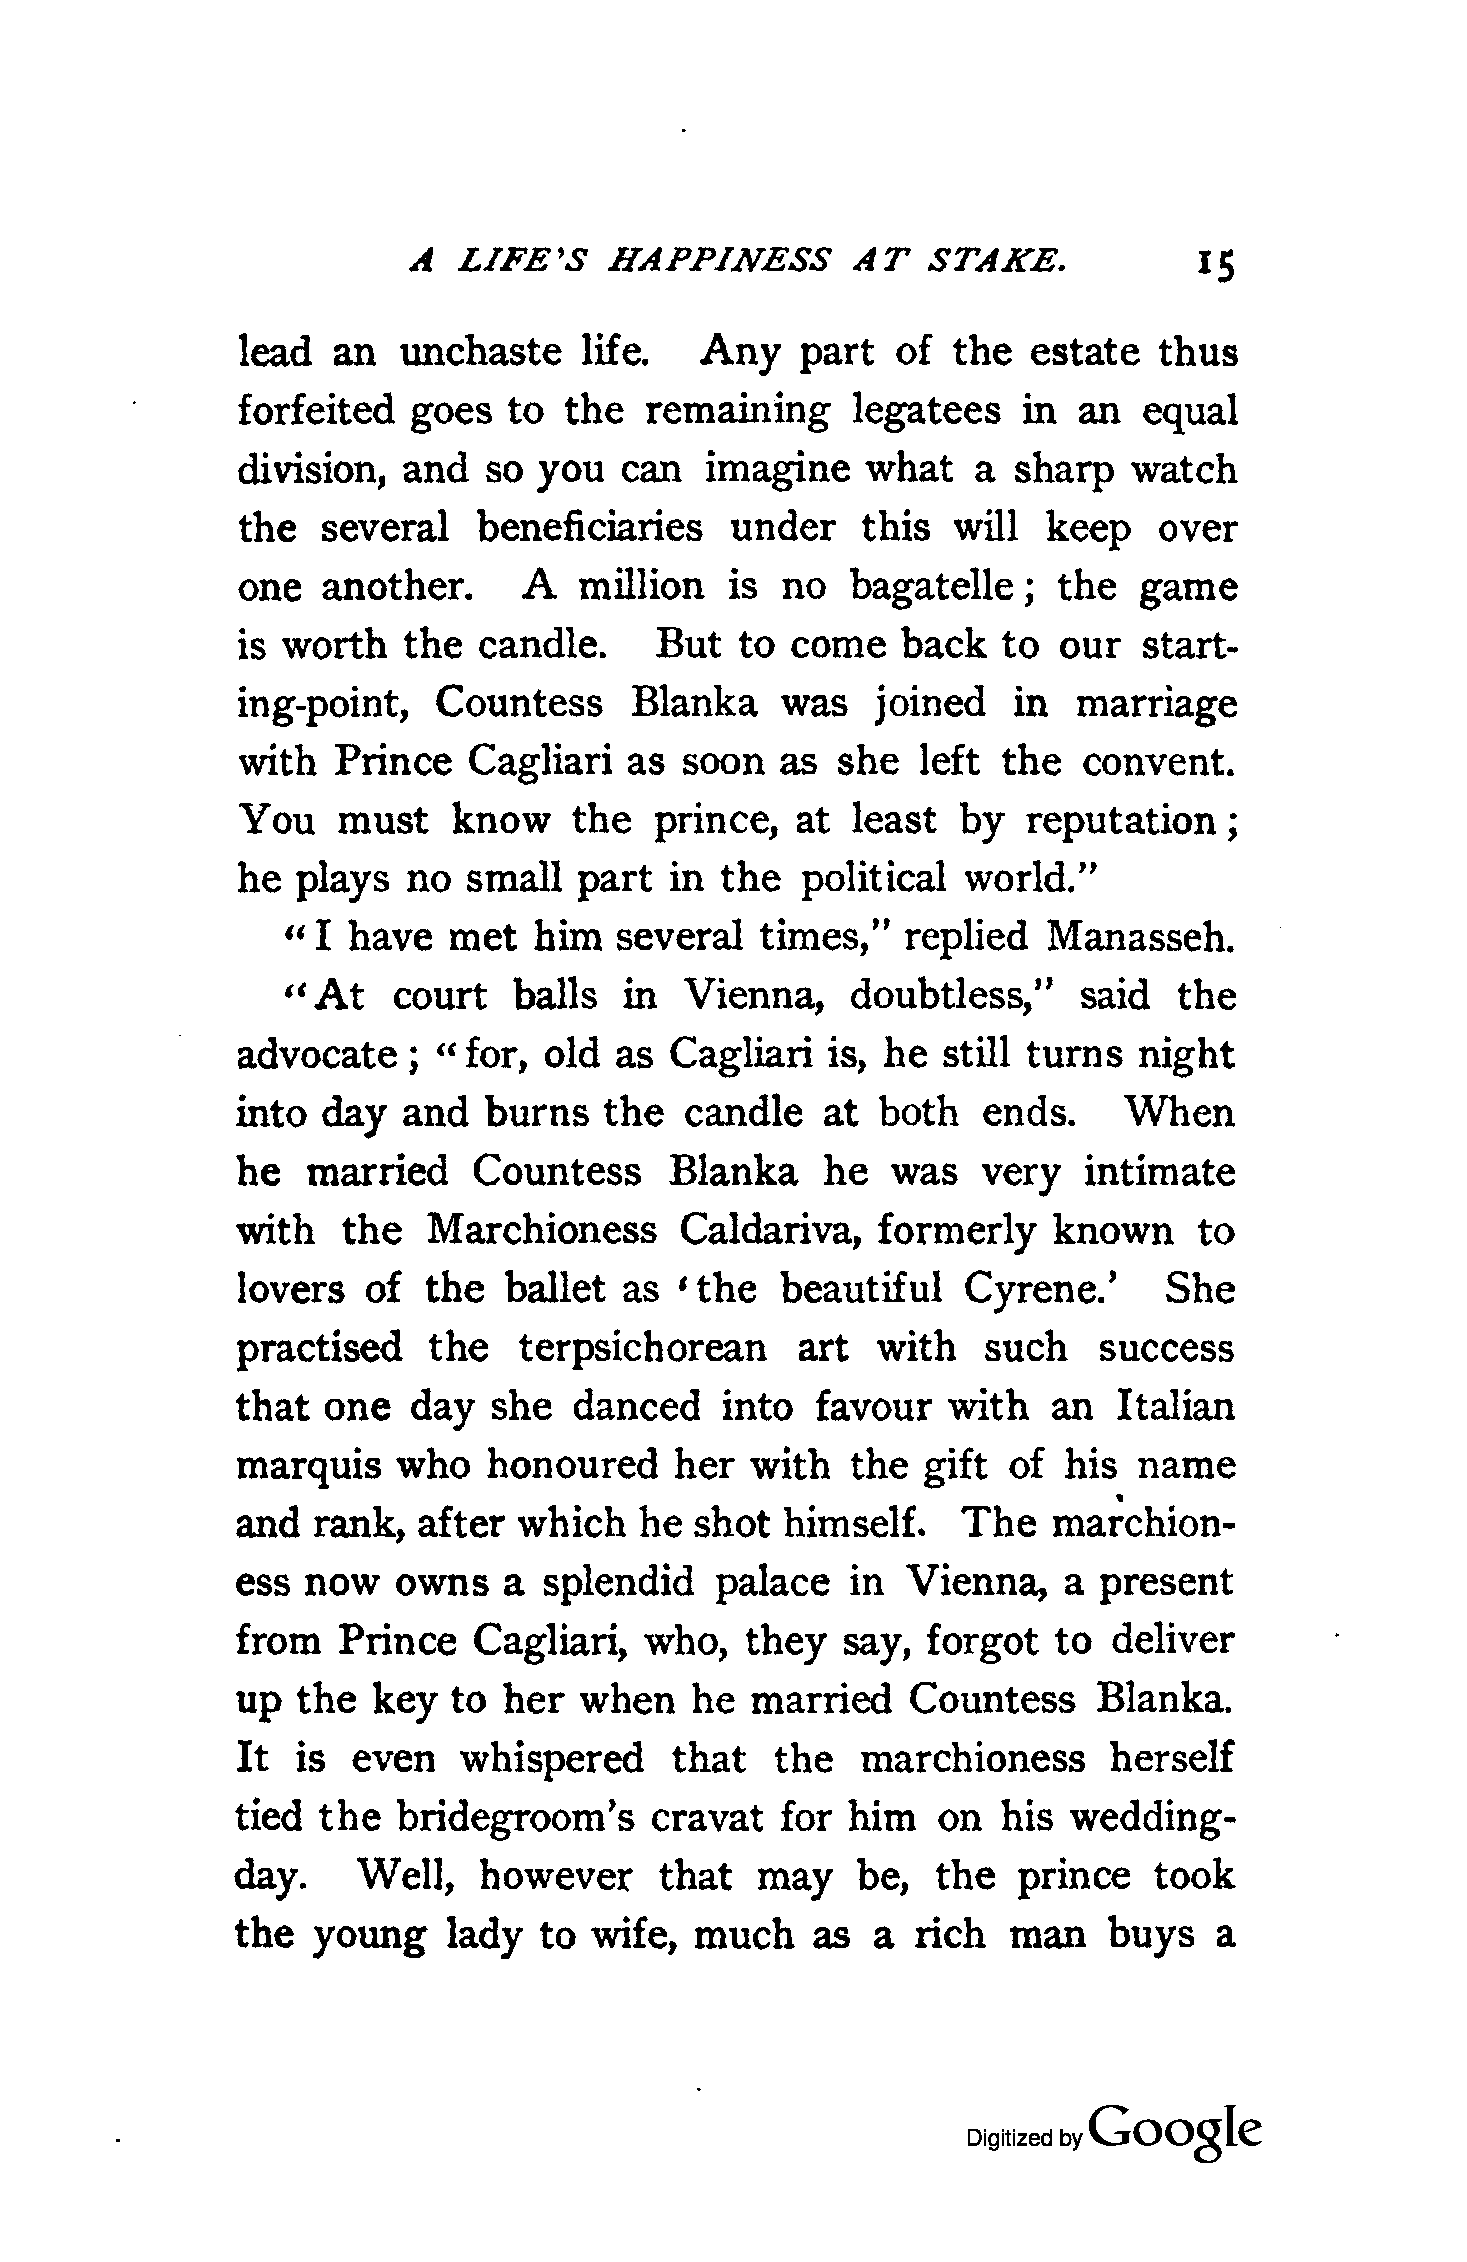 A LIFE'S HAPPINESS AT STAKE. 15
lead an unchaste life. Any part of the estate thus
forfeited goes to the remaining legatees in an equal
division, and so you can imagine what a sharp watch
the several beneficiaries under this will keep over
one another. A million is no bagatelle ; the game
is worth the candle. But to come back to our start-
ing-point, Countess Blanka was joined in marriage
with Prince Cagliari as soon as she left the convent.
You must know the prince, at least by reputation ;
he plays no small part in the political world."
"I have met him several times," replied Manasseh.
"At court balls in Vienna, doubtless," said the
advocate ; "for, old as Cagliari is, he still turns night
into day and burns the candle at both ends. When
he married Countess Blanka he was very intimate
with the Marchioness Caldariva, formerly known to
lovers of the ballet as 'the beautiful Cyrene.' She
practised the terpsichorean art with such success
that one day she danced into favour with an Italian
marquis who honoured her with the gift of his name
and rank, after which he shot himself. The marchion-
ess now owns a splendid palace in Vienna, a present
from Prince Cagliari, who, they say, forgot to deliver
up the key to her when he married Countess Blanka.
It is even whispered that the marchioness herself
tied the bridegroom's cravat for him on his wedding-
day. Well, however that may be, the prince took
the young lady to wife, much as a rich man buys a
Digitized by Google